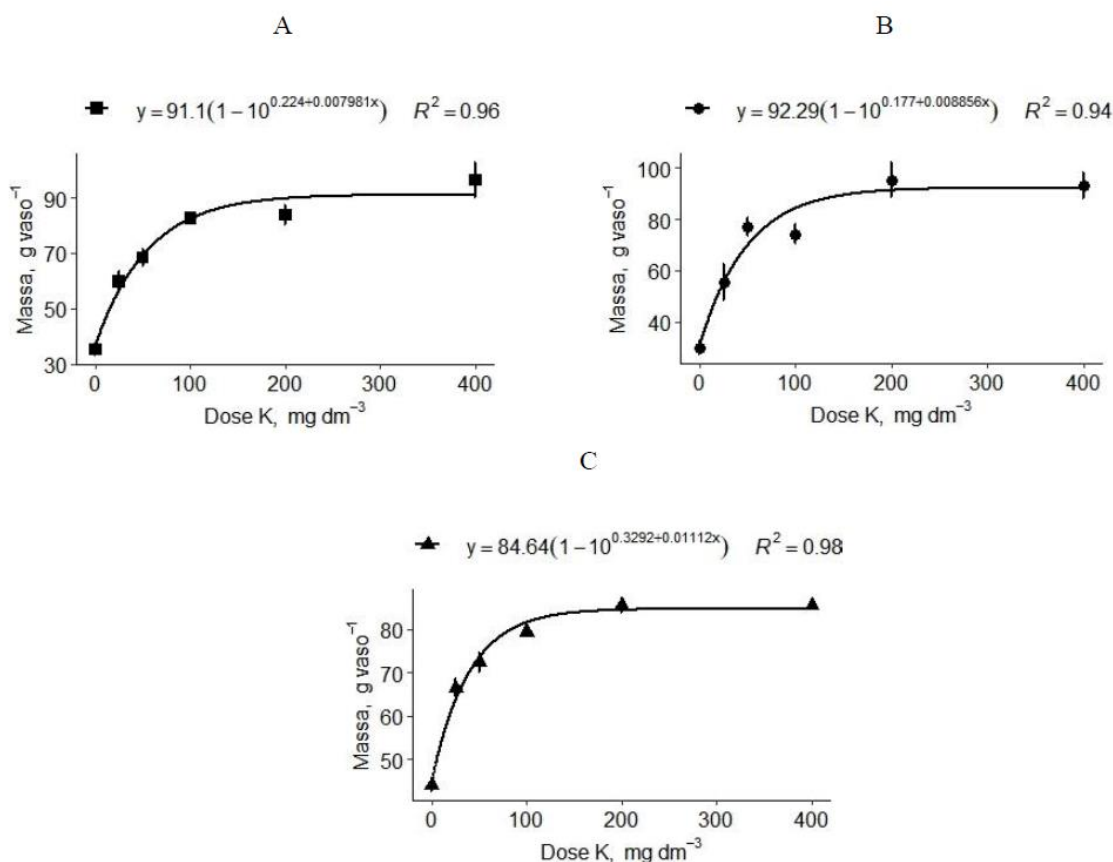 A
y = 91.1(1 − 10^0.224+0.007981x) R² = 0.96
90
70
50
30
Massa, g vaso⁻¹
0 100 200 300 400
Dose K, mg dm⁻³
B
y = 92.29(1 − 10^0.177+0.008856x) R² = 0.94
100
80
60
40
Massa, g vaso⁻¹
0 100 200 300 400
Dose K, mg dm⁻³
C
y = 84.64(1 − 10^0.3292+0.01112x) R² = 0.98
80
70
60
50
Massa, g vaso⁻¹
0 100 200 300 400
Dose K, mg dm⁻³